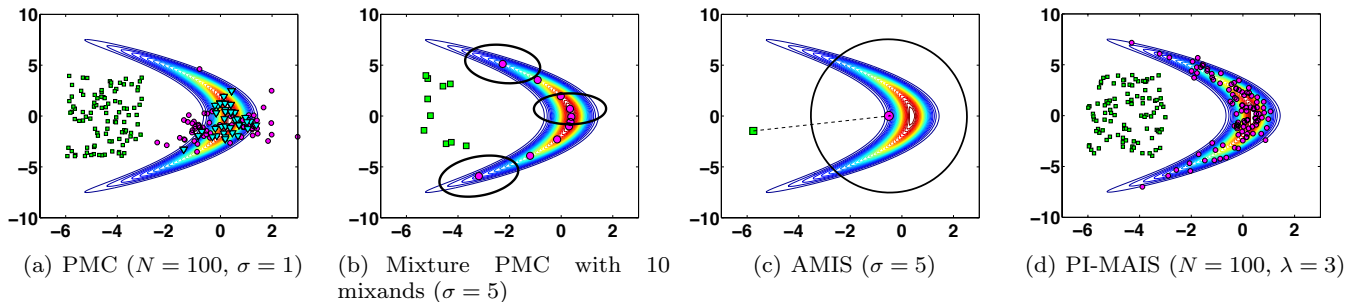 10
5
0
−5
−10
−6 −4 −2 0 2
10
5
0
−5
−10
−6 −4 −2 0 2
10
5
0
−5
−10
−6 −4 −2 0 2
10
5
0
−5
−10
−6 −4 −2 0 2
(a) PMC (N = 100, σ = 1)
(b) Mixture PMC with 10
mixands (σ = 5)
(c) AMIS (σ = 5)
(d) PI-MAIS (N = 100, λ = 3)